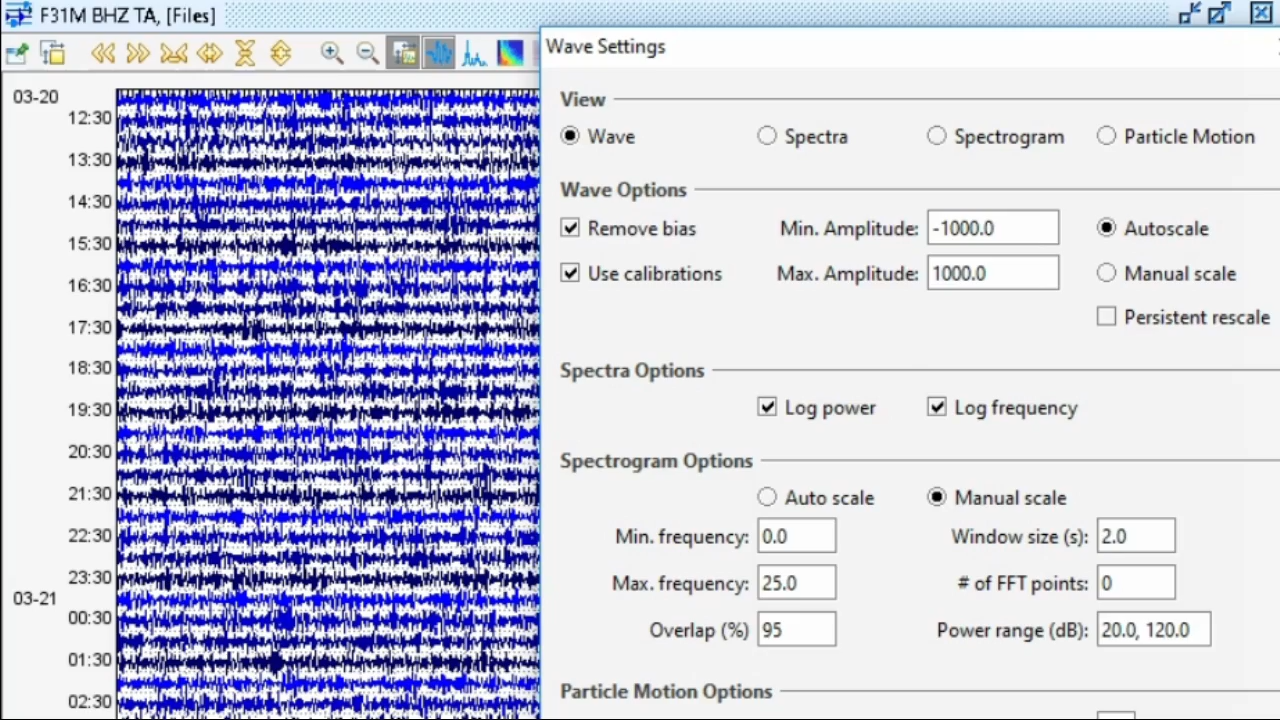 F31M BHZ TA, [Files]
Wave Settings
View
Wave Spectra Spectrogram Particle Motion
Wave Options
Remove bias Min. Amplitude: -1000.0 Autoscale
Use calibrations Max. Amplitude: 1000.0 Manual scale
Persistent rescale
Spectra Options
Log power Log frequency
Spectrogram Options
Auto scale Manual scale
Min. frequency: 0.0 Window size (s): 2.0
Max. frequency: 25.0 # of FFT points: 0
Overlap (%) 95 Power range (dB): 20.0, 120.0
Particle Motion Options
03-20
12:30
13:30
14:30
15:30
16:30
17:30
18:30
19:30
20:30
21:30
22:30
23:30
03-21
00:30
01:30
02:30